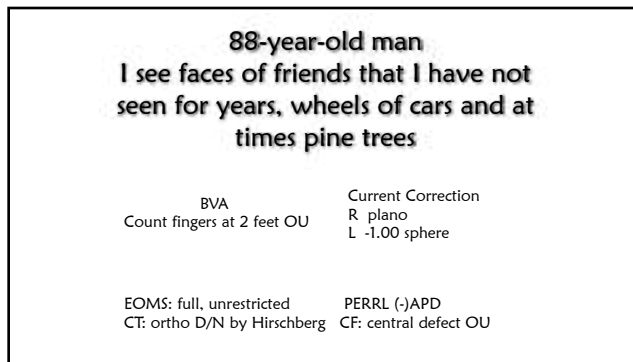 88-year-old man
I see faces of friends that I have not
seen for years, wheels of cars and at
times pine trees
BVA
Count fingers at 2 feet OU
Current Correction
R plano
L -1.00 sphere
EOMS: full, unrestricted
CT: ortho D/N by Hirschberg
PERRL (-)APD
CF: central defect OU